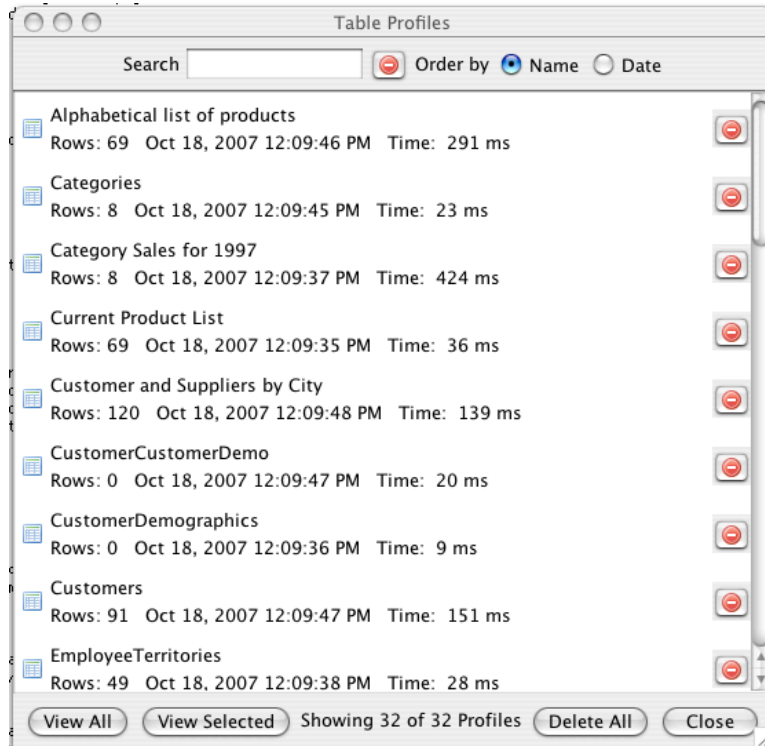 Table Profiles
Search Order by Name Date
Alphabetical list of products
Rows: 69 Oct 18, 2007 12:09:46 PM Time: 291 ms
Categories
Rows: 8 Oct 18, 2007 12:09:45 PM Time: 23 ms
Category Sales for 1997
Rows: 8 Oct 18, 2007 12:09:37 PM Time: 424 ms
Current Product List
Rows: 69 Oct 18, 2007 12:09:35 PM Time: 36 ms
Customer and Suppliers by City
Rows: 120 Oct 18, 2007 12:09:48 PM Time: 139 ms
CustomerCustomerDemo
Rows: 0 Oct 18, 2007 12:09:47 PM Time: 20 ms
CustomerDemographics
Rows: 0 Oct 18, 2007 12:09:36 PM Time: 9 ms
Customers
Rows: 91 Oct 18, 2007 12:09:47 PM Time: 151 ms
EmployeeTerritories
Rows: 49 Oct 18, 2007 12:09:38 PM Time: 28 ms
View All View Selected Showing 32 of 32 Profiles Delete All Close